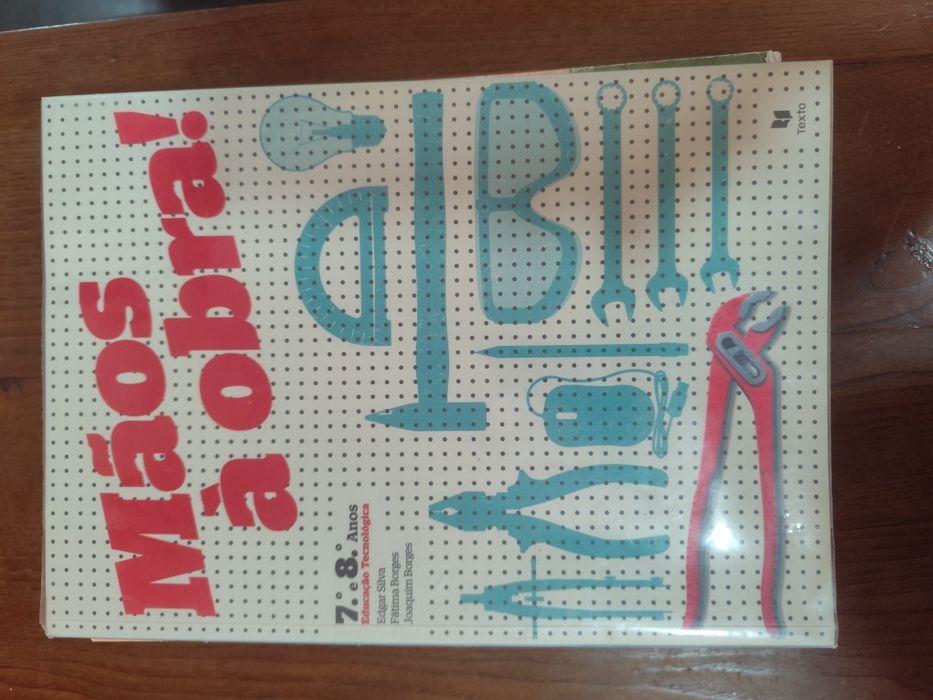 Mãos
à obra!
7.º e 8.º Anos
Educação Tecnológica
Edgar Silva
Fátima Borges
Joaquim Borges
Texto